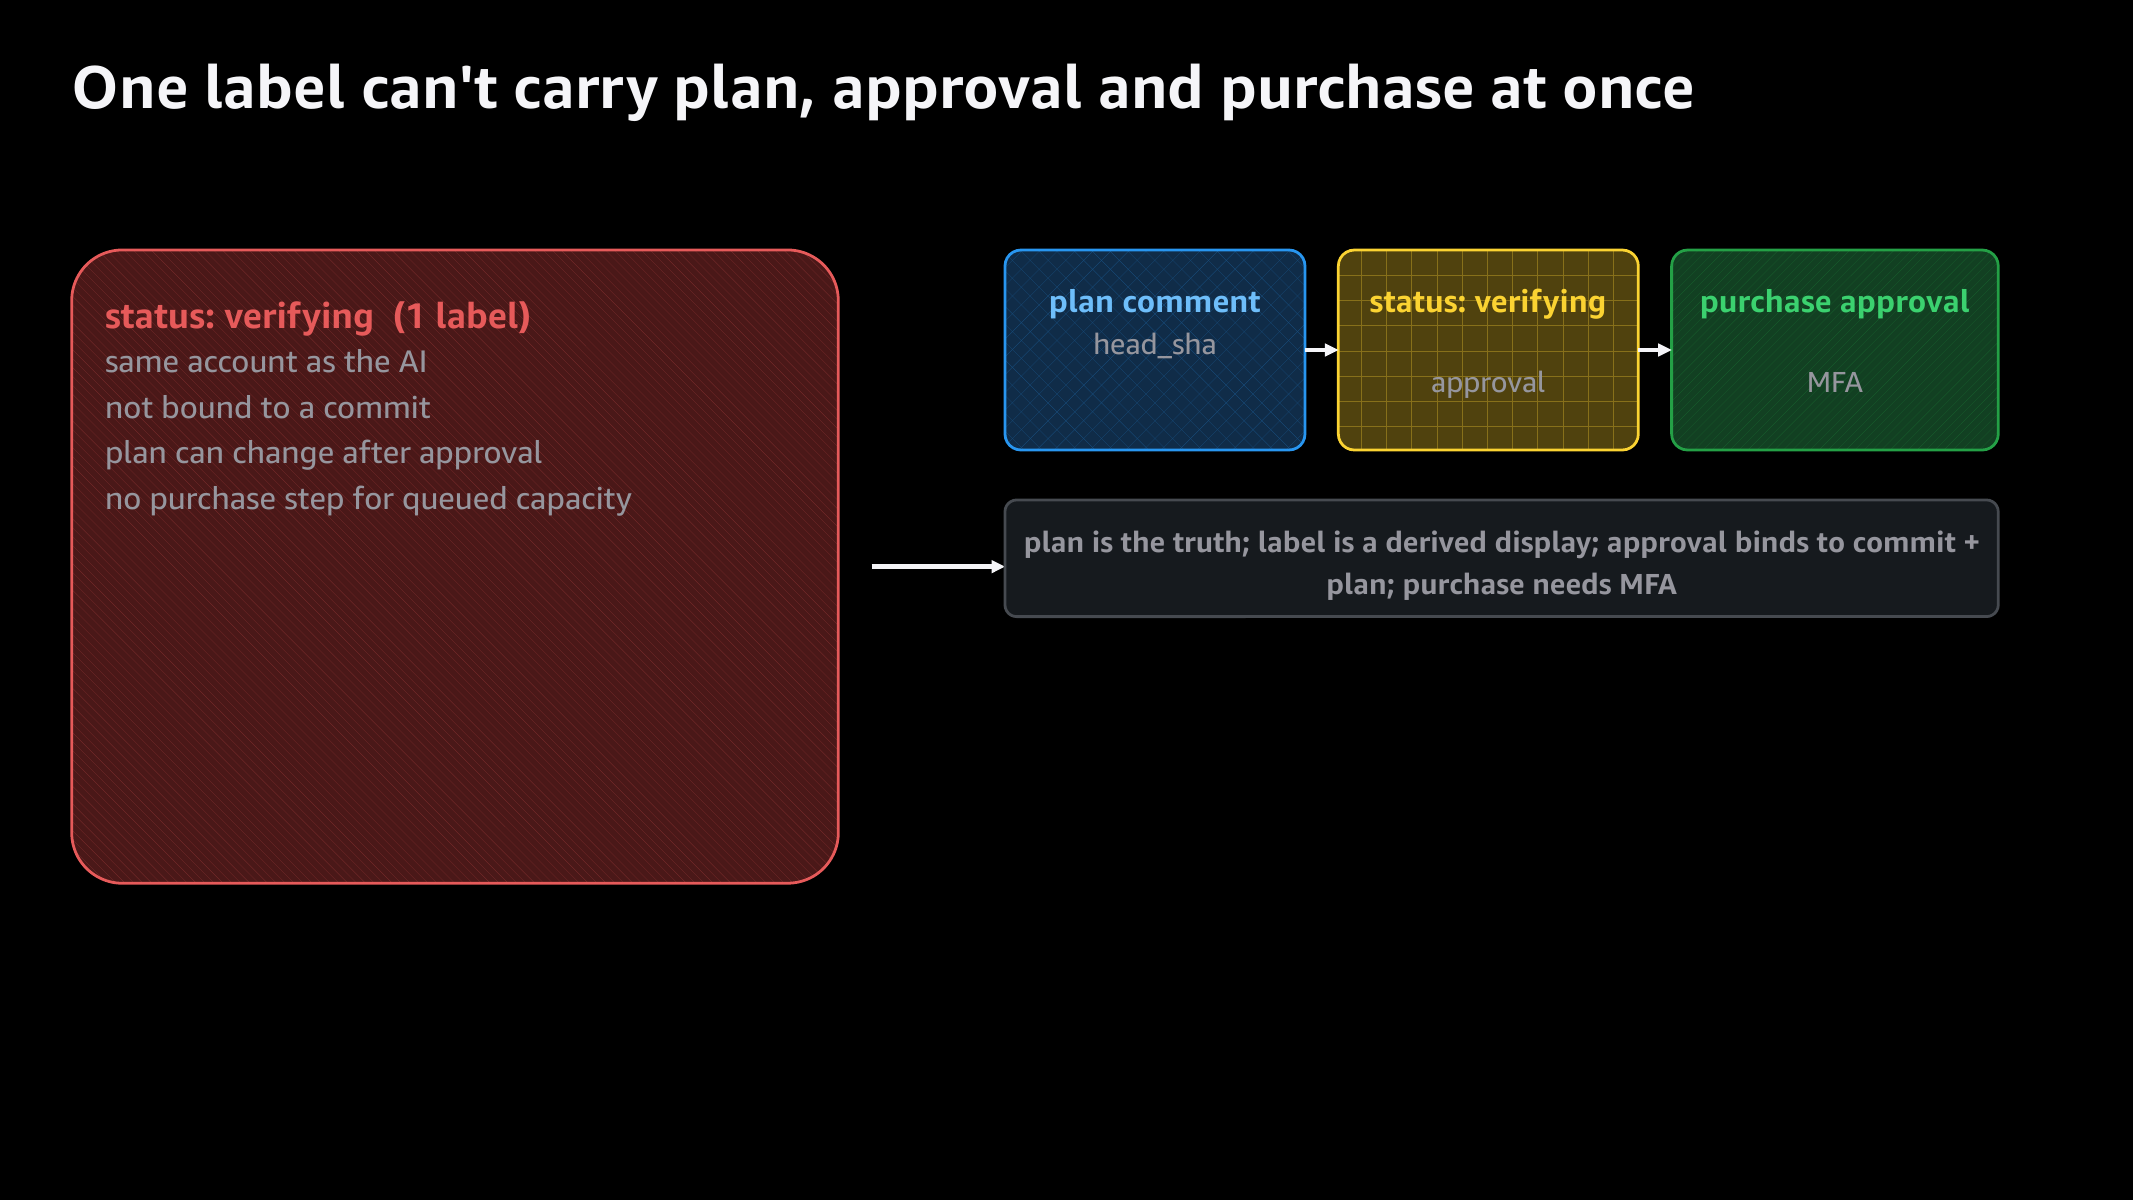 One label can't carry plan, approval and purchase at once
status: verifying  (1 label)
same account as the AI
not bound to a commit
plan can change after approval
no purchase step for queued capacity
plan comment
head_sha
status: verifying
approval
purchase approval
MFA
plan is the truth; label is a derived display; approval binds to commit +
plan; purchase needs MFA